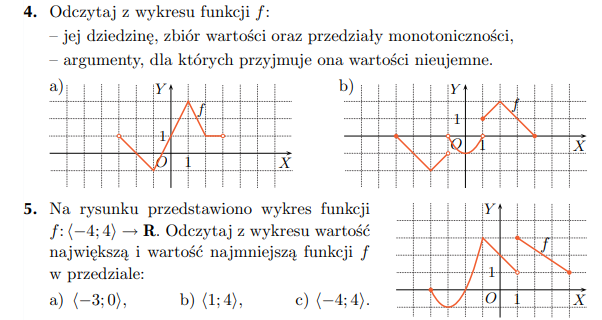 4. Odczytaj z wykresu funkcji f:
– jej dziedzinę, zbiór wartości oraz przedziały monotoniczności,
– argumenty, dla których przyjmuje ona wartości nieujemne.
a) Y f 1 O 1 X
b) Y f 1 O 1 X
5. Na rysunku przedstawiono wykres funkcji
f: ⟨−4; 4⟩ → R. Odczytaj z wykresu wartość
największą i wartość najmniejszą funkcji f
w przedziale:
a) ⟨−3; 0⟩, b) ⟨1; 4⟩, c) ⟨−4; 4⟩.
Y f 1 O 1 X